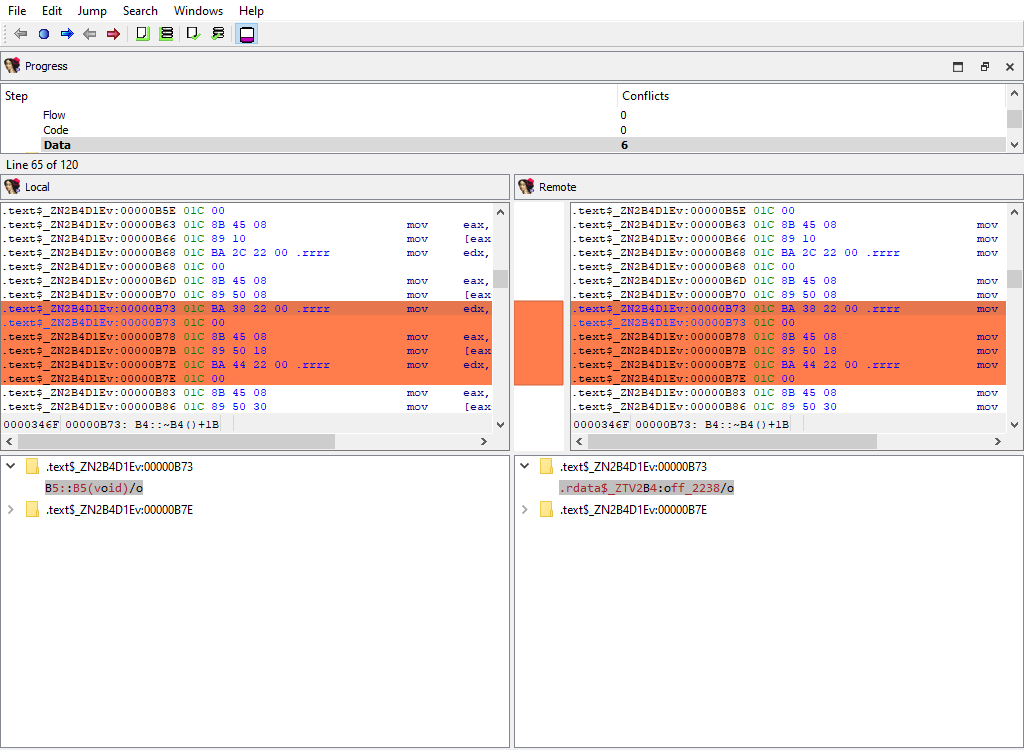 File Edit Jump Search Windows Help
Progress
Step Conflicts
Flow 0
Code 0
Data 6
Line 65 of 120
Local Remote
.text$_ZN2B4D1Ev:00000B5E 01C 00 .text$_ZN2B4D1Ev:00000B5E 01C 00
.text$_ZN2B4D1Ev:00000B63 01C 8B 45 08 mov eax, .text$_ZN2B4D1Ev:00000B63 01C 8B 45 08 mov
.text$_ZN2B4D1Ev:00000B66 01C 89 10 mov [eax .text$_ZN2B4D1Ev:00000B66 01C 89 10 mov
.text$_ZN2B4D1Ev:00000B68 01C BA 2C 22 00 .rrrr mov edx, .text$_ZN2B4D1Ev:00000B68 01C BA 2C 22 00 .rrrr mov
.text$_ZN2B4D1Ev:00000B68 01C 00 .text$_ZN2B4D1Ev:00000B68 01C 00
.text$_ZN2B4D1Ev:00000B6D 01C 8B 45 08 mov eax, .text$_ZN2B4D1Ev:00000B6D 01C 8B 45 08 mov
.text$_ZN2B4D1Ev:00000B70 01C 89 50 08 mov [eax .text$_ZN2B4D1Ev:00000B70 01C 89 50 08 mov
.text$_ZN2B4D1Ev:00000B73 01C BA 38 22 00 .rrrr mov edx, .text$_ZN2B4D1Ev:00000B73 01C BA 38 22 00 .rrrr mov
.text$_ZN2B4D1Ev:00000B73 01C 00 .text$_ZN2B4D1Ev:00000B73 01C 00
.text$_ZN2B4D1Ev:00000B78 01C 8B 45 08 mov eax, .text$_ZN2B4D1Ev:00000B78 01C 8B 45 08 mov
.text$_ZN2B4D1Ev:00000B7B 01C 89 50 18 mov [eax .text$_ZN2B4D1Ev:00000B7B 01C 89 50 18 mov
.text$_ZN2B4D1Ev:00000B7E 01C BA 44 22 00 .rrrr mov edx, .text$_ZN2B4D1Ev:00000B7E 01C BA 44 22 00 .rrrr mov
.text$_ZN2B4D1Ev:00000B7E 01C 00 .text$_ZN2B4D1Ev:00000B7E 01C 00
.text$_ZN2B4D1Ev:00000B83 01C 8B 45 08 mov eax, .text$_ZN2B4D1Ev:00000B83 01C 8B 45 08 mov
.text$_ZN2B4D1Ev:00000B86 01C 89 50 30 mov [eax .text$_ZN2B4D1Ev:00000B86 01C 89 50 30 mov
0000346F 00000B73: B4::~B4()+1B 0000346F 00000B73: B4::~B4()+1B
.text$_ZN2B4D1Ev:00000B73 .text$_ZN2B4D1Ev:00000B73
B5::B5(void)/o .rdata$_ZTV2B4:off_2238/o
.text$_ZN2B4D1Ev:00000B7E .text$_ZN2B4D1Ev:00000B7E